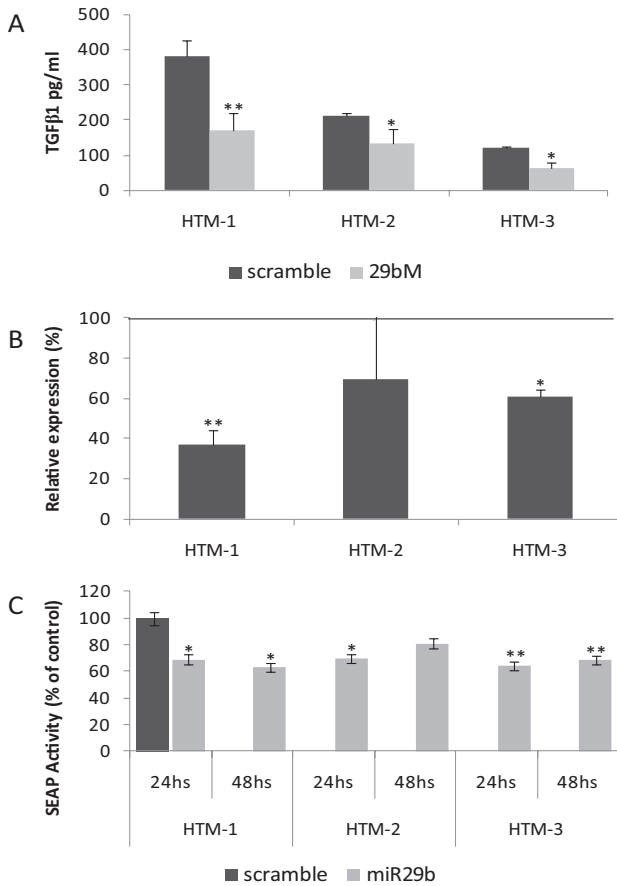 A
TGFβ1 pg/ml
500
400
300
200
100
0
**
*
*
HTM-1 HTM-2 HTM-3
scramble 29bM
B
Relative expression (%)
100
80
60
40
20
0
**
*
HTM-1 HTM-2 HTM-3
C
SEAP Activity (% of control)
120
100
80
60
40
20
0
* * * ** **
24hs 48hs 24hs 48hs 24hs 48hs
HTM-1 HTM-2 HTM-3
scramble miR29b